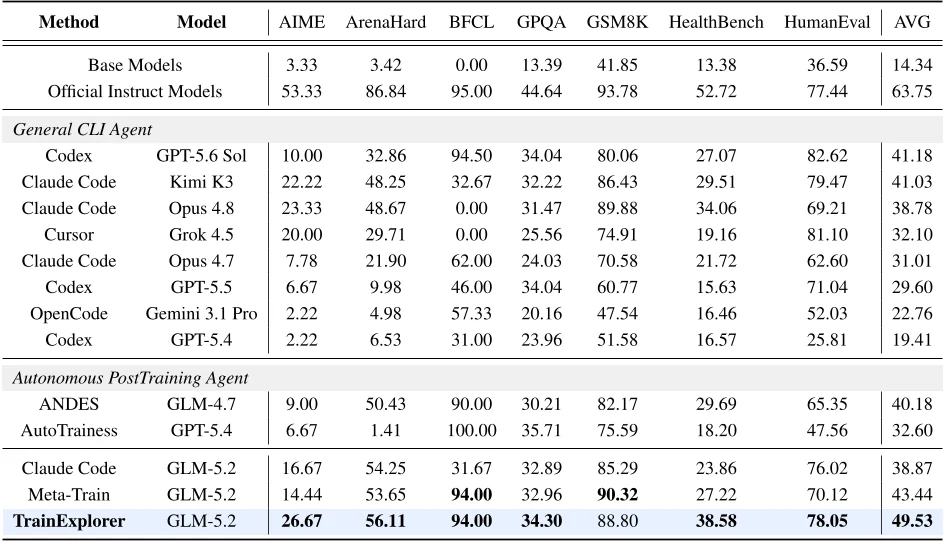 Method Model AIME ArenaHard BFCL GPQA GSM8K HealthBench HumanEval AVG
Base Models 3.33 3.42 0.00 13.39 41.85 13.38 36.59 14.34
Official Instruct Models 53.33 86.84 95.00 44.64 93.78 52.72 77.44 63.75
General CLI Agent
Codex GPT-5.6 Sol 10.00 32.86 94.50 34.04 80.06 27.07 82.62 41.18
Claude Code Kimi K3 22.22 48.25 32.67 32.22 86.43 29.51 79.47 41.03
Claude Code Opus 4.8 23.33 48.67 0.00 31.47 89.88 34.06 69.21 38.78
Cursor Grok 4.5 20.00 29.71 0.00 25.56 74.91 19.16 81.10 32.10
Claude Code Opus 4.7 7.78 21.90 62.00 24.03 70.58 21.72 62.60 31.01
Codex GPT-5.5 6.67 9.98 46.00 34.04 60.77 15.63 71.04 29.60
OpenCode Gemini 3.1 Pro 2.22 4.98 57.33 20.16 47.54 16.46 52.03 22.76
Codex GPT-5.4 2.22 6.53 31.00 23.96 51.58 16.57 25.81 19.41
Autonomous PostTraining Agent
ANDES GLM-4.7 9.00 50.43 90.00 30.21 82.17 29.69 65.35 40.18
AutoTrainess GPT-5.4 6.67 1.41 100.00 35.71 75.59 18.20 47.56 32.60
Claude Code GLM-5.2 16.67 54.25 31.67 32.89 85.29 23.86 76.02 38.87
Meta-Train GLM-5.2 14.44 53.65 94.00 32.96 90.32 27.22 70.12 43.44
TrainExplorer GLM-5.2 26.67 56.11 94.00 34.30 88.80 38.58 78.05 49.53